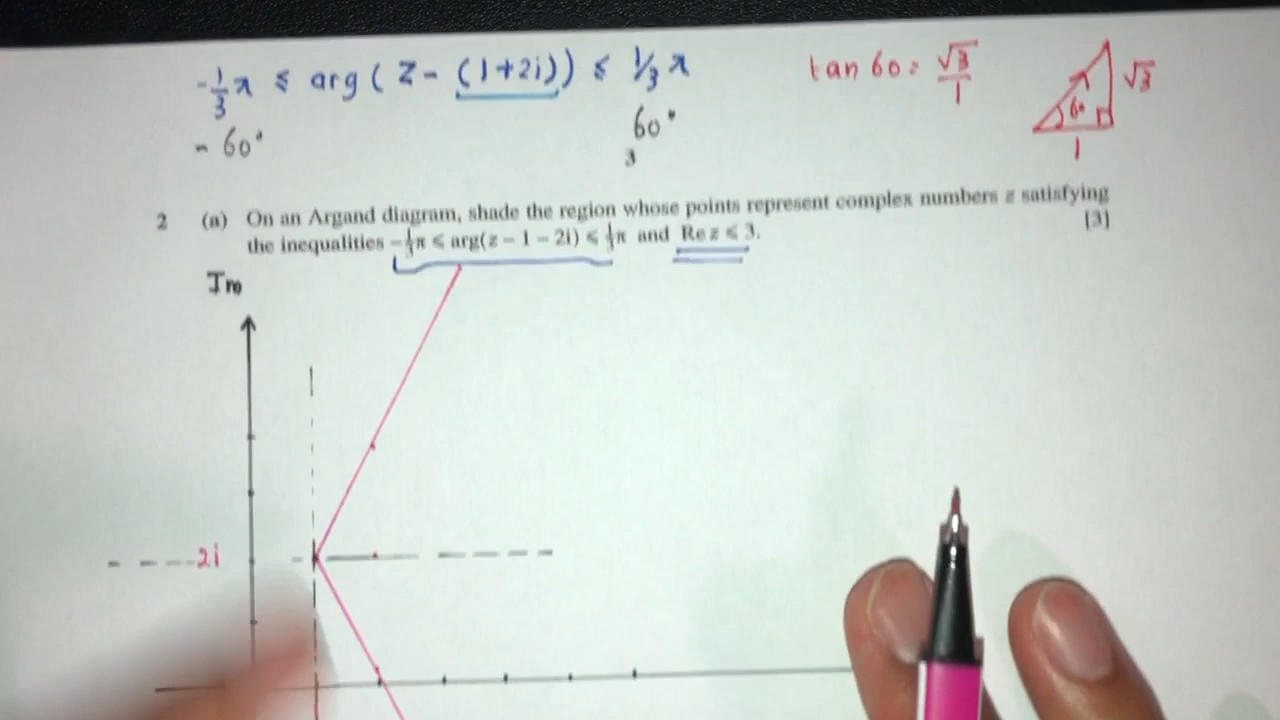 -1/3 π ≤ arg ( z - (1+2i)) ≤ 1/3 π
- 60° 60°
tan 60 = √3/1
√3
60
1
2 (a) On an Argand diagram, shade the region whose points represent complex numbers z satisfying
the inequalities -⅓π ⩽ arg(z - 1 - 2i) ⩽ ⅓π and Re z ⩽ 3. [3]
Im
2i